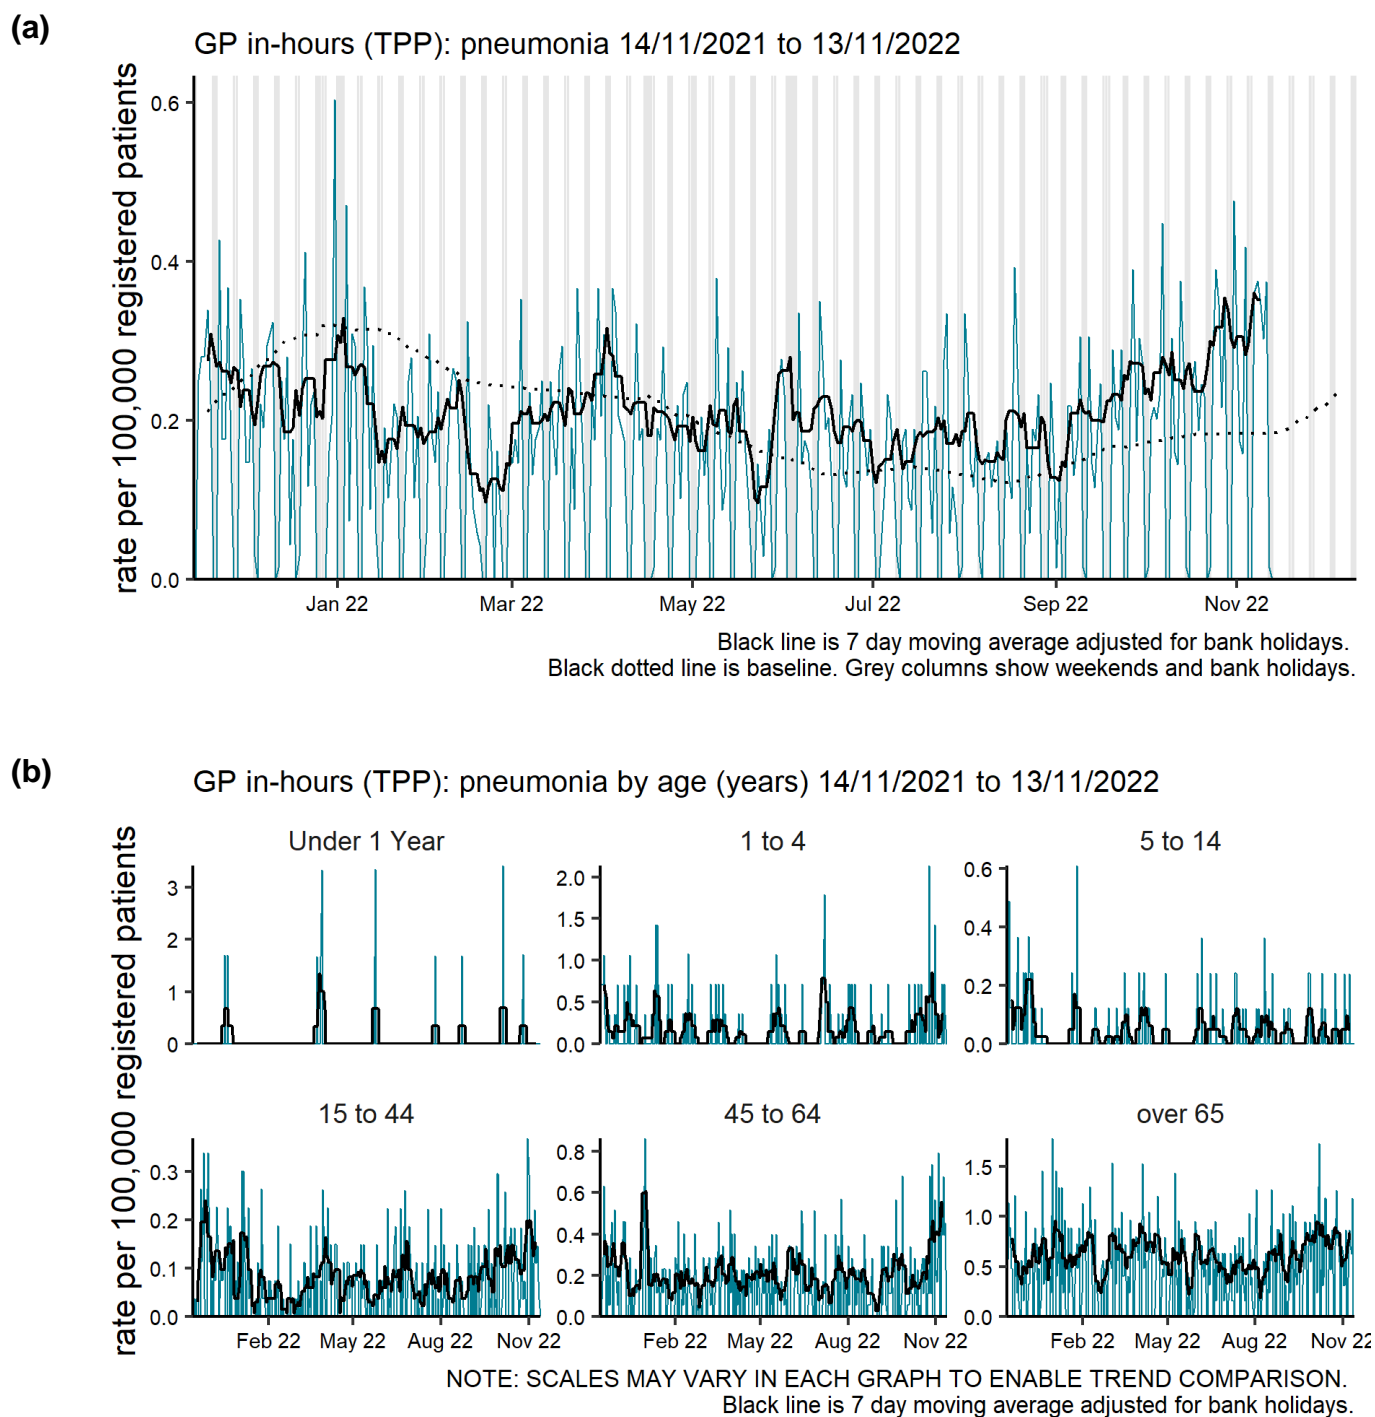 (a)
GP in-hours (TPP): pneumonia 14/11/2021 to 13/11/2022
rate per 100,000 registered patients
0.6
0.4
0.2
0.0
Jan 22 Mar 22 May 22 Jul 22 Sep 22 Nov 22
Black line is 7 day moving average adjusted for bank holidays.
Black dotted line is baseline. Grey columns show weekends and bank holidays.
(b)
GP in-hours (TPP): pneumonia by age (years) 14/11/2021 to 13/11/2022
rate per 100,000 registered patients
Under 1 Year
3
2
1
0
1 to 4
2.0
1.5
1.0
0.5
0.0
5 to 14
0.6
0.4
0.2
0.0
15 to 44
0.3
0.2
0.1
0.0
Feb 22 May 22 Aug 22 Nov 22
45 to 64
0.8
0.6
0.4
0.2
0.0
Feb 22 May 22 Aug 22 Nov 22
over 65
1.5
1.0
0.5
0.0
Feb 22 May 22 Aug 22 Nov 22
NOTE: SCALES MAY VARY IN EACH GRAPH TO ENABLE TREND COMPARISON.
Black line is 7 day moving average adjusted for bank holidays.